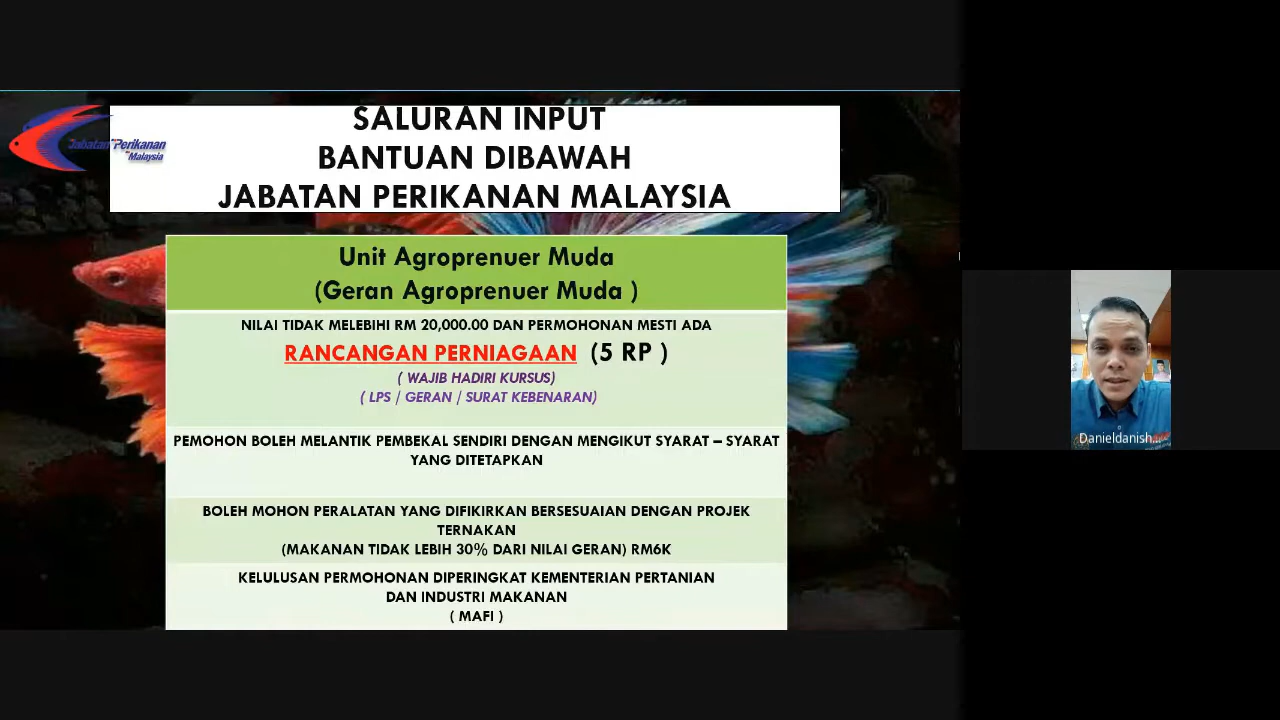 SALURAN INPUT
BANTUAN DIBAWAH
JABATAN PERIKANAN MALAYSIA
Jabatan Perikanan
Malaysia
Unit Agroprenuer Muda
(Geran Agroprenuer Muda )
NILAI TIDAK MELEBIHI RM 20,000.00 DAN PERMOHONAN MESTI ADA
RANCANGAN PERNIAGAAN (5 RP )
( WAJIB HADIRI KURSUS)
( LPS / GERAN / SURAT KEBENARAN)
PEMOHON BOLEH MELANTIK PEMBEKAL SENDIRI DENGAN MENGIKUT SYARAT – SYARAT
YANG DITETAPKAN
BOLEH MOHON PERALATAN YANG DIFIKIRKAN BERSESUAIAN DENGAN PROJEK
TERNAKAN
(MAKANAN TIDAK LEBIH 30% DARI NILAI GERAN) RM6K
KELULUSAN PERMOHONAN DIPERINGKAT KEMENTERIAN PERTANIAN
DAN INDUSTRI MAKANAN
( MAFI )
Danieldanish...